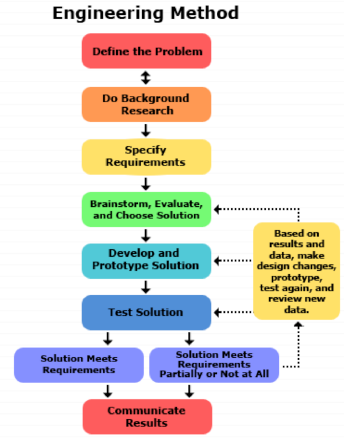 Engineering Method
Define the Problem
Do Background
Research
Specify
Requirements
Brainstorm, Evaluate,
and Choose Solution
Develop and
Prototype Solution
Test Solution
Based on
results and
data, make
design changes,
prototype,
test again, and
review new
data.
Solution Meets
Requirements
Solution Meets
Requirements
Partially or Not at All
Communicate
Results